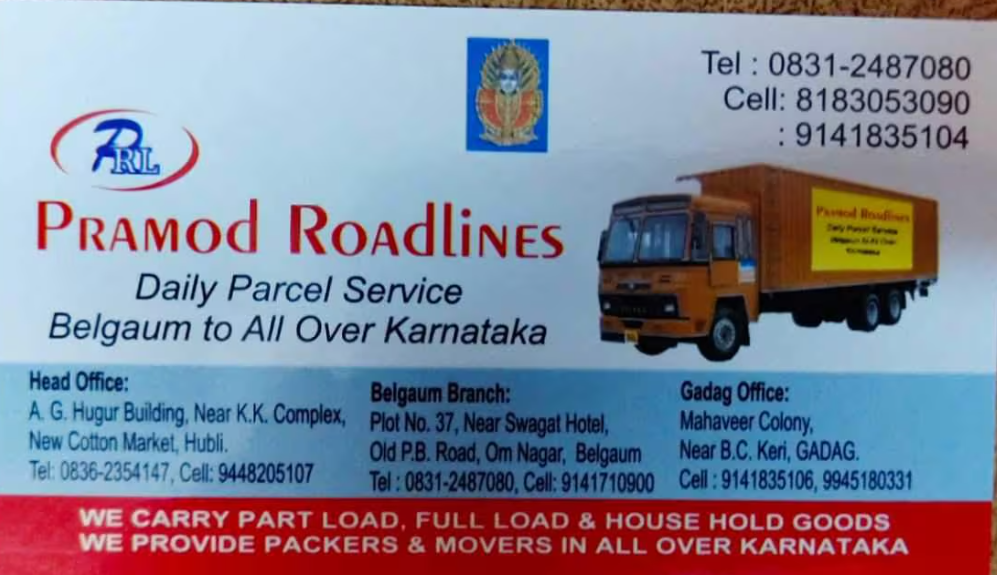 Tel : 0831-2487080
Cell: 8183053090
: 9141835104
PRL
PRAMOd ROAdliNES
Daily Parcel Service
Belgaum to All Over Karnataka
Pramod Roadlines
Daily Parcel Service
Belgaum to All Over
Karnataka
Head Office:
A. G. Hugur Building, Near K.K. Complex,
New Cotton Market, Hubli.
Tel: 0836-2354147, Cell: 9448205107
Belgaum Branch:
Plot No. 37, Near Swagat Hotel,
Old P.B. Road, Om Nagar, Belgaum
Tel : 0831-2487080, Cell: 9141710900
Gadag Office:
Mahaveer Colony,
Near B.C. Keri, GADAG.
Cell : 9141835106, 9945180331
WE CARRY PART LOAD, FULL LOAD & HOUSE HOLD GOODS
WE PROVIDE PACKERS & MOVERS IN ALL OVER KARNATAKA